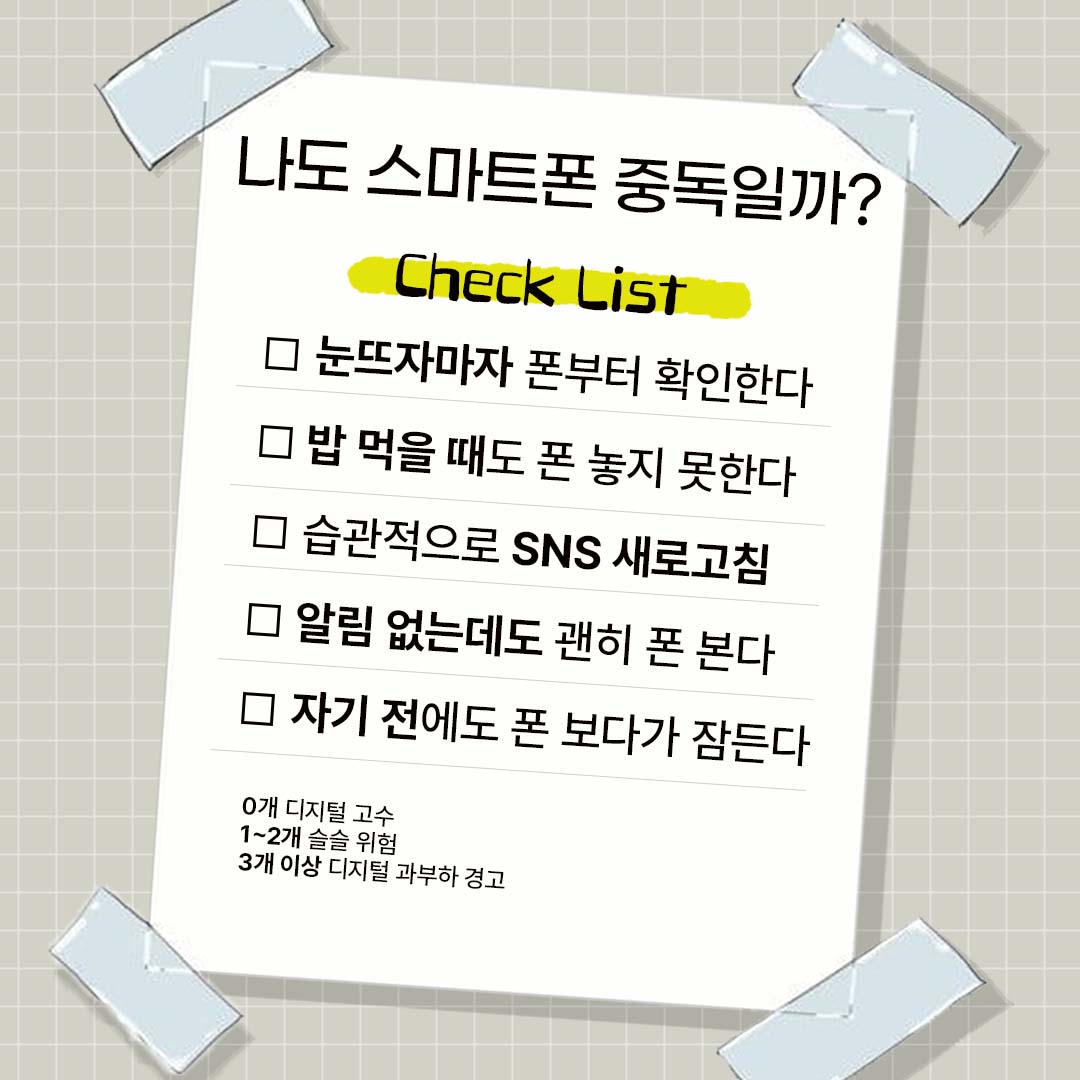 나도 스마트폰 중독일까?
Check List
□ 눈뜨자마자 폰부터 확인한다
□ 밥 먹을 때도 폰 놓지 못한다
□ 습관적으로 SNS 새로고침
□ 알림 없는데도 괜히 폰 본다
□ 자기 전에도 폰 보다가 잠든다
0개 디지털 고수
1~2개 슬슬 위험
3개 이상 디지털 과부하 경고